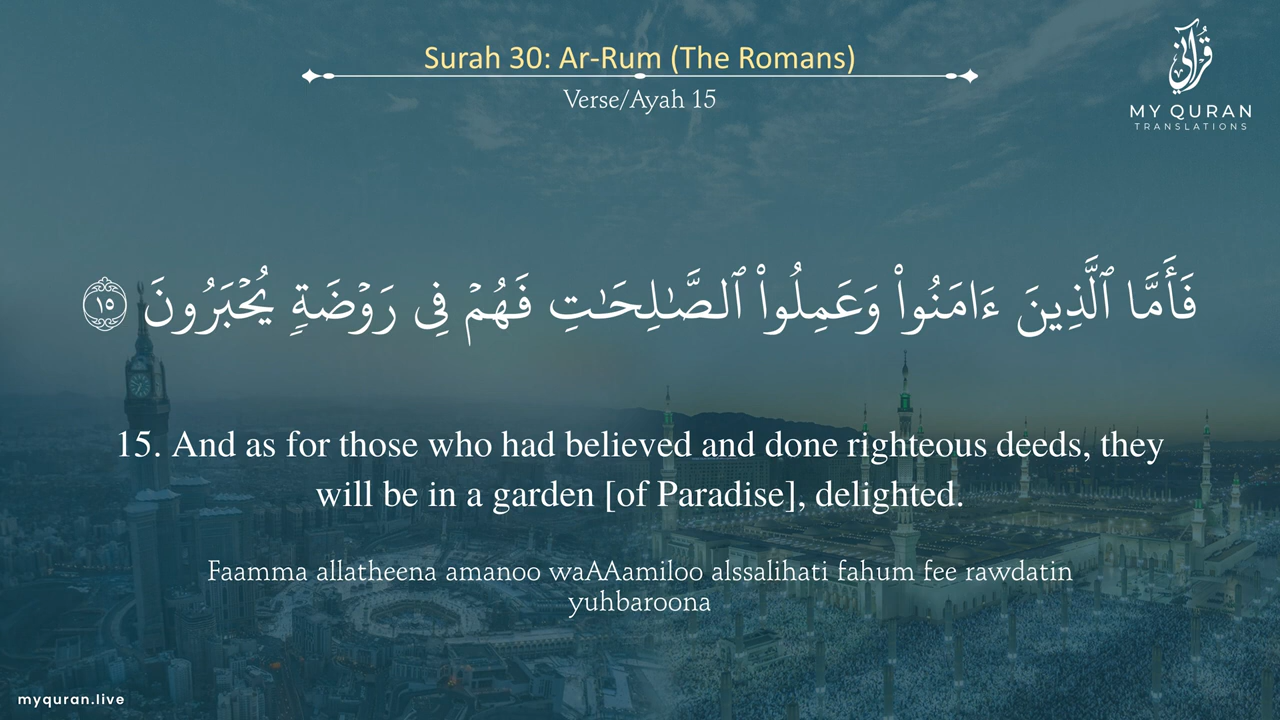 Surah 30: Ar-Rum (The Romans)
Verse/Ayah 15
قُرآنِي
MY QURAN
TRANSLATIONS
فَأَمَّا ٱلَّذِينَ ءَامَنُوا۟ وَعَمِلُوا۟ ٱلصَّـٰلِحَـٰتِ فَهُمْ فِى رَوْضَةٍۢ يُحْبَرُونَ ١٥
15. And as for those who had believed and done righteous deeds, they
will be in a garden [of Paradise], delighted.
Faamma allatheena amanoo waAAamiloo alssalihati fahum fee rawdatin
yuhbaroona
myquran.live